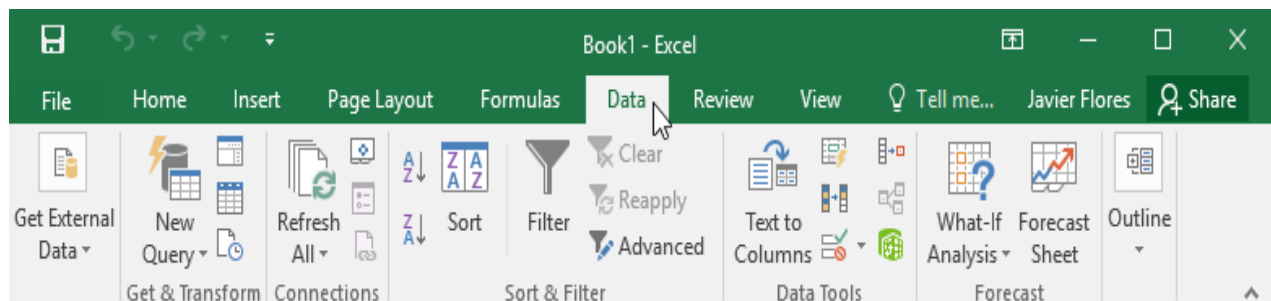 Book1 - Excel
File Home Insert Page Layout Formulas Data Review View Tell me... Javier Flores Share
Get External Data
New Query
Refresh All
A Z
Z A
Z A A Z
Sort
Filter
Clear
Reapply
Advanced
Text to Columns
What-If Analysis
Forecast Sheet
Outline
Get & Transform Connections Sort & Filter Data Tools Forecast